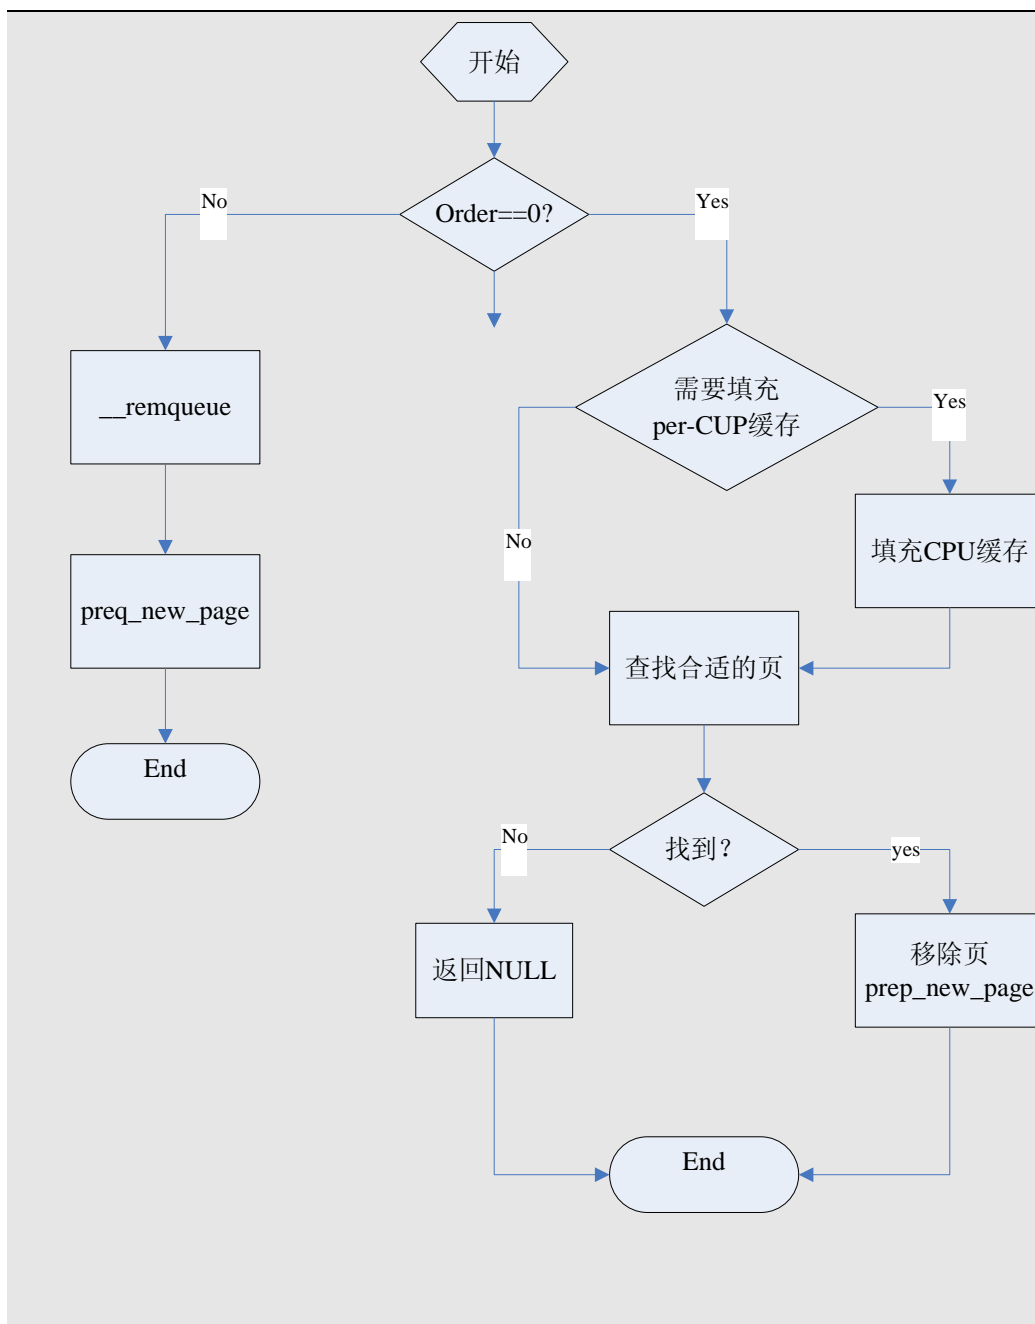 开始
Order==0?
No
Yes
__remqueue
需要填充
per-CUP缓存
Yes
No
填充CPU缓存
preq_new_page
查找合适的页
End
找到？
No
yes
返回NULL
移除页
prep_new_page
End